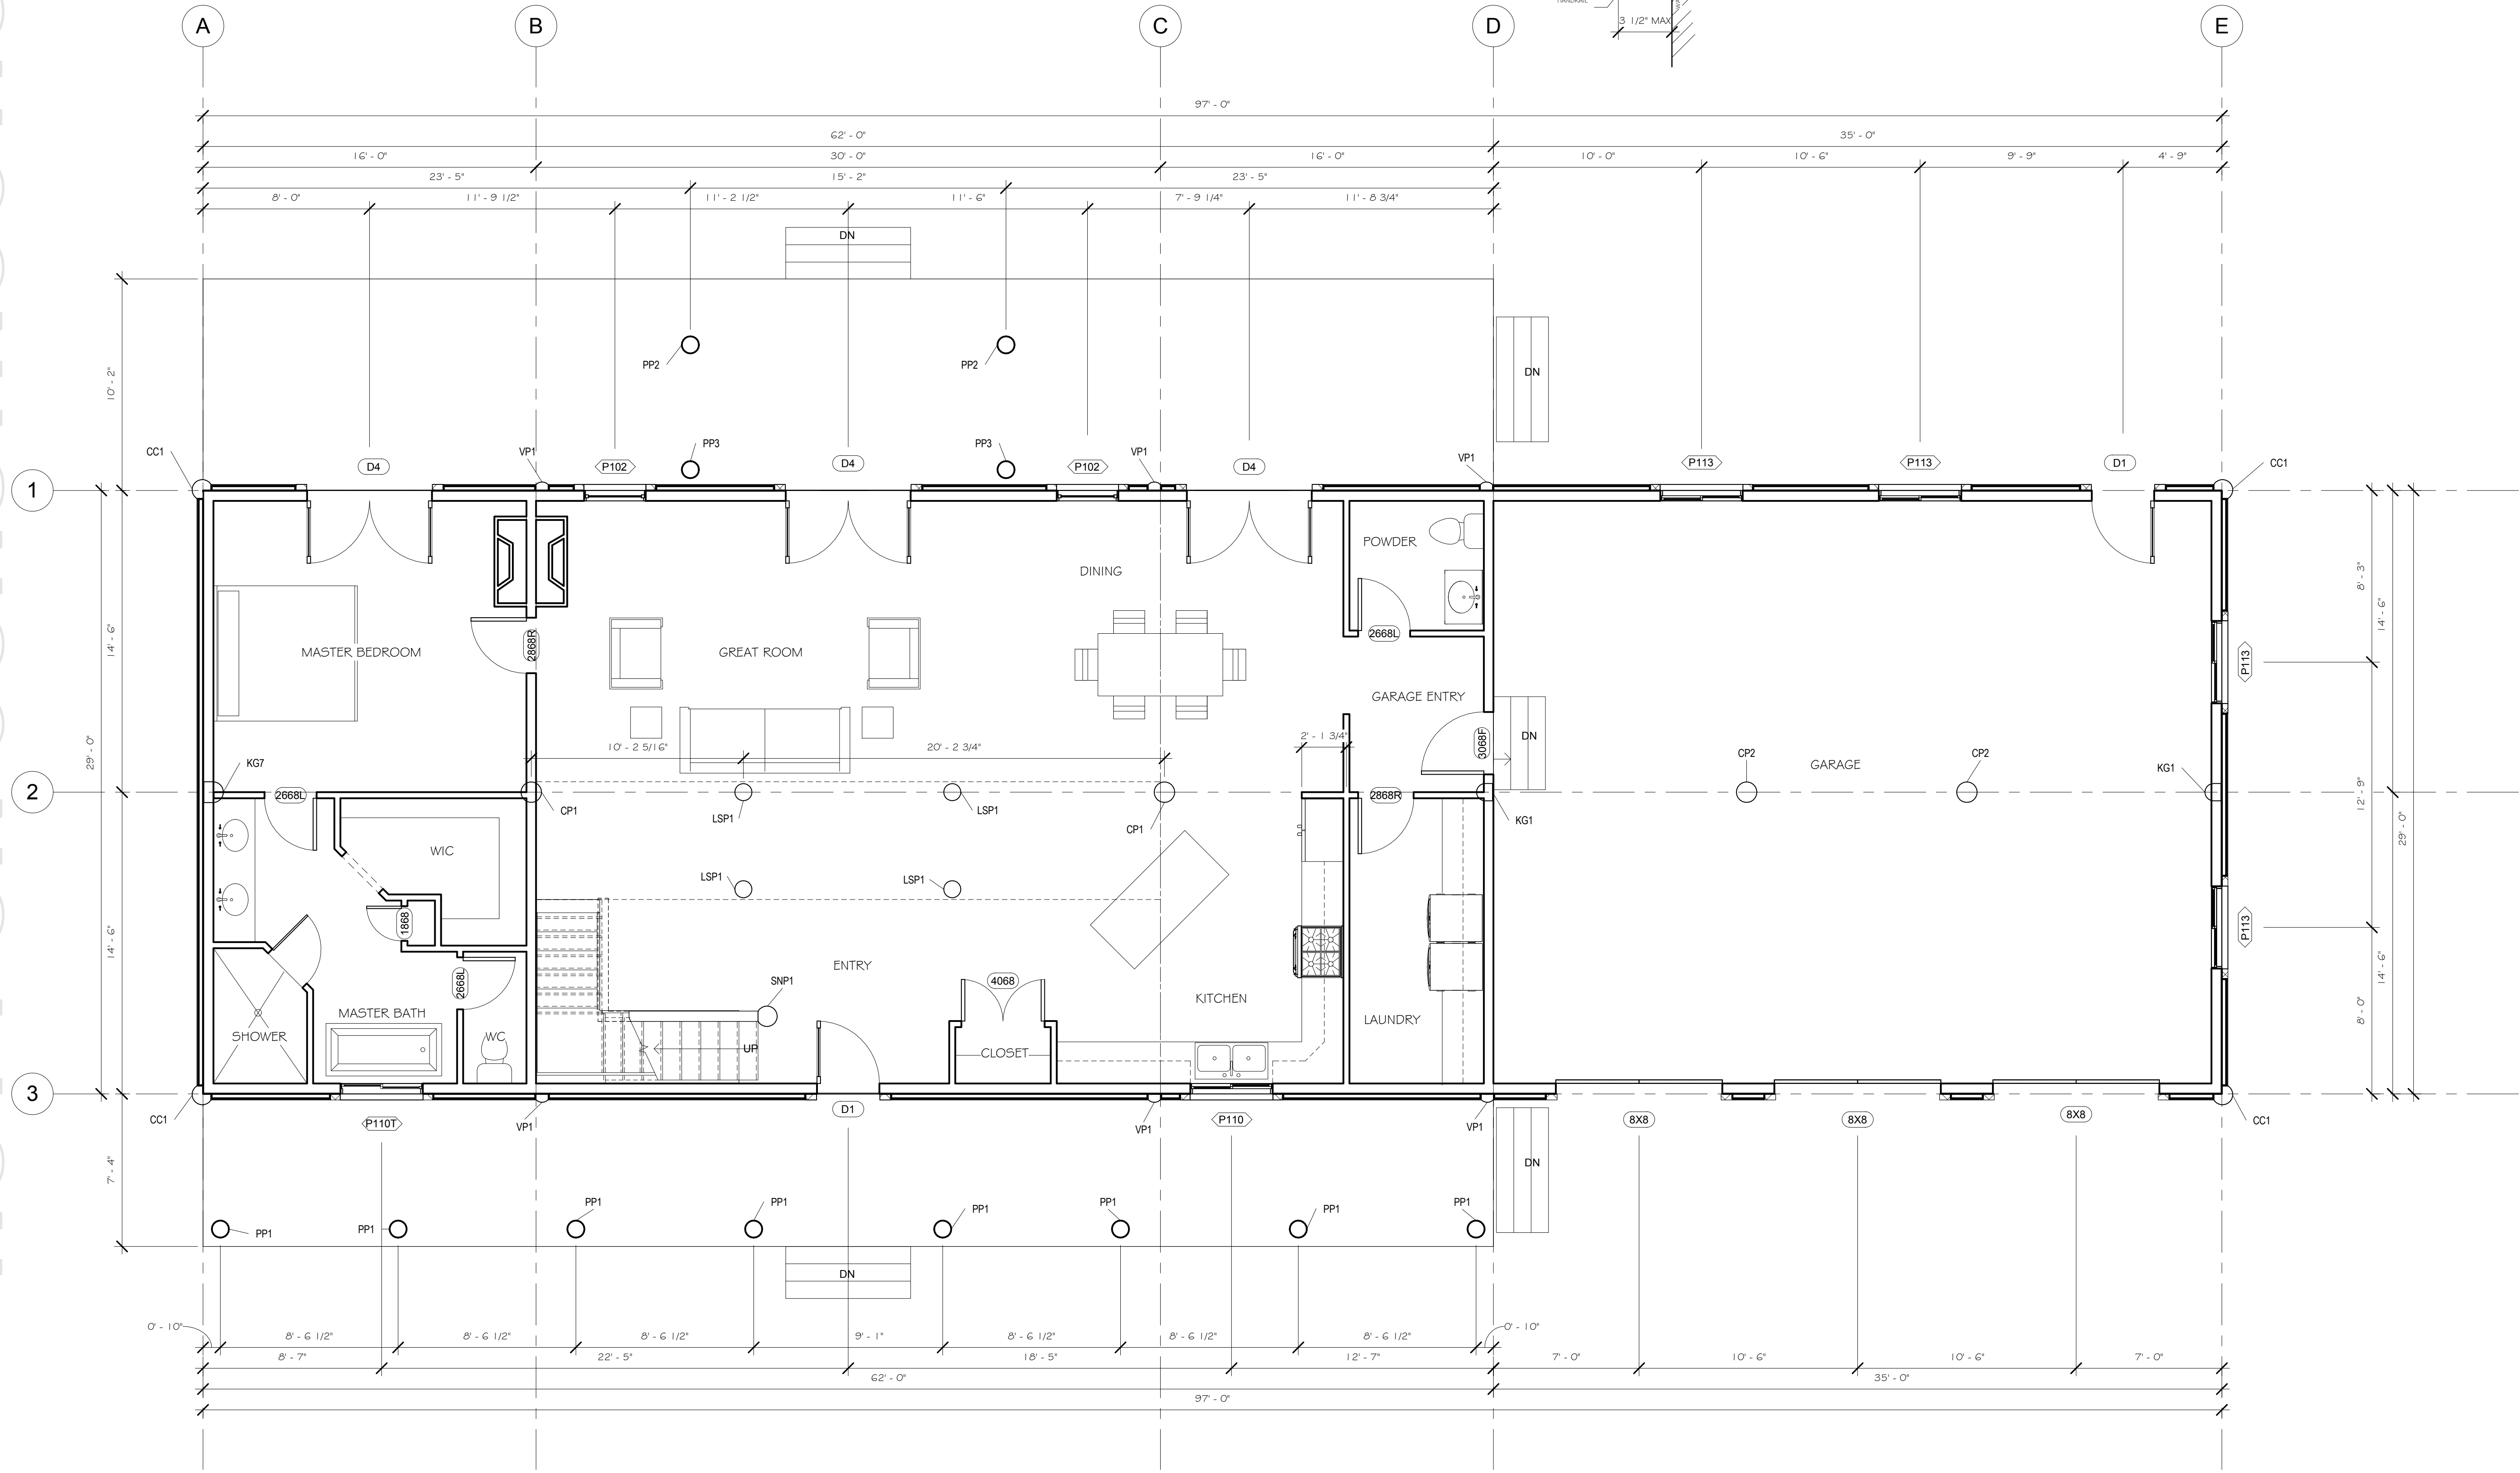 HANDRAIL
3 1/2" MAX
A B C D E
97' - 0"
62' - 0" 35' - 0"
16' - 0" 30' - 0" 16' - 0" 10' - 0" 10' - 6" 9' - 9" 4' - 9"
23' - 5" 15' - 2" 23' - 5"
8' - 0" 11' - 9 1/2" 11' - 2 1/2" 11' - 6" 7' - 9 1/4" 11' - 8 3/4"
DN
10' - 2"
PP2 PP2
DN
PP3 PP3
CC1 VP1 VP1 VP1 CC1
D4 P102 D4 P102 D4 P113 P113 D1
1
POWDER
DINING
8' - 3"
14' - 6"
2668L
14' - 6"
MASTER BEDROOM 2868R GREAT ROOM
P113
GARAGE ENTRY
29' - 0"
10' - 2 5/16" 20' - 2 3/4" 2' - 1 3/4" 3068F DN
CP2 CP2
KG7 GARAGE KG1
2
2668L 2868R
12' - 9"
CP1 LSP1 LSP1 CP1 KG1
29' - 0"
WIC
LSP1 LSP1
1868
P113
14' - 6"
ENTRY
14' - 6"
2668L SNP1 4068
KITCHEN
8' - 0"
MASTER BATH
LAUNDRY
SHOWER WC
UP CLOSET
3
CC1 P110T VP1 D1 VP1 P110 VP1 8X8 8X8 8X8 CC1
7' - 4"
DN
PP1 PP1 PP1 PP1 PP1 PP1 PP1 PP1
DN
0' - 10" 0' - 10"
8' - 6 1/2" 8' - 6 1/2" 8' - 6 1/2" 9' - 1" 8' - 6 1/2" 8' - 6 1/2" 8' - 6 1/2"
8' - 7" 22' - 5" 18' - 5" 12' - 7" 7' - 0" 10' - 6" 10' - 6" 7' - 0"
62' - 0" 35' - 0"
97' - 0"